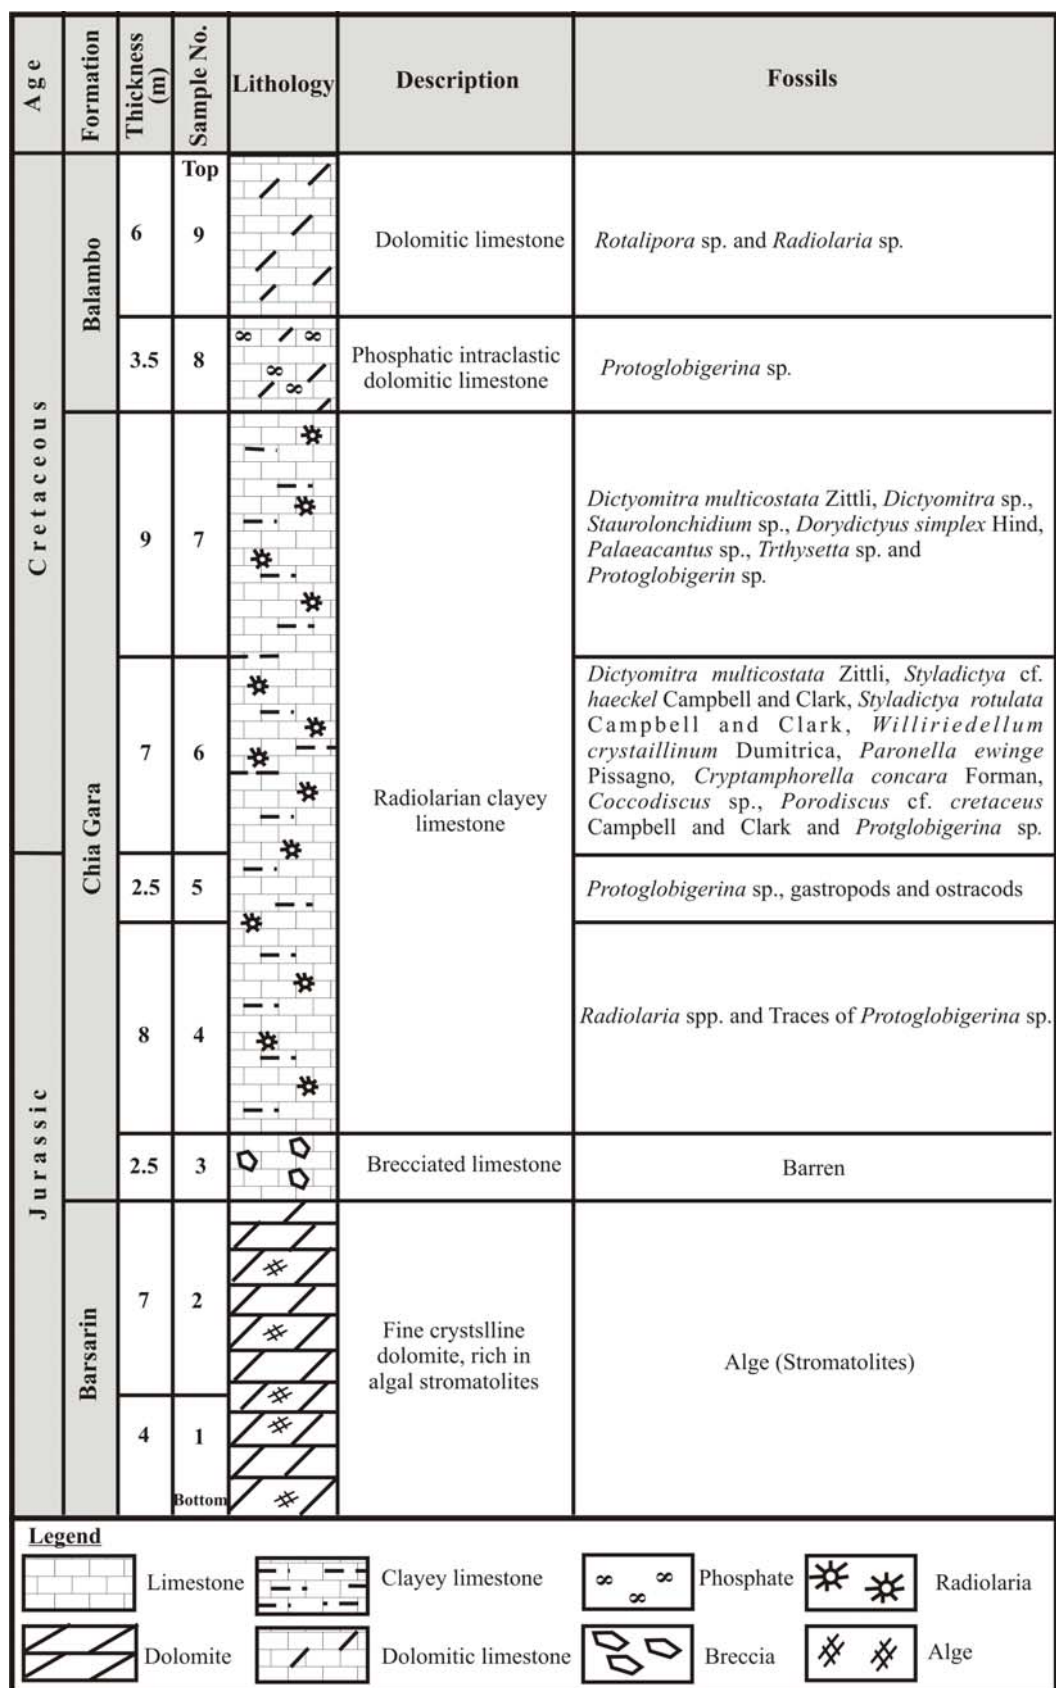 Age
Formation
Thickness
(m)
Sample No.
Lithology
Description
Fossils
Cretaceous
Jurassic
Balambo
Chia Gara
Barsarin
Top
6
9
Dolomitic limestone
Rotalipora sp. and Radiolaria sp.
3.5
8
Phosphatic intraclastic
dolomitic limestone
Protoglobigerina sp.
9
7
Dictyomitra multicostata Zittli, Dictyomitra sp.,
Staurolonchidium sp., Dorydictyus simplex Hind,
Palaeacantus sp., Trthysetta sp. and
Protoglobigerin sp.
7
6
Radiolarian clayey
limestone
Dictyomitra multicostata Zittli, Styladictya cf.
haeckel Campbell and Clark, Styladictya rotulata
Campbell and Clark, Williriedellum
crystaillinum Dumitrica, Paronella ewinge
Pissagno, Cryptamphorella concara Forman,
Coccodiscus sp., Porodiscus cf. cretaceus
Campbell and Clark and Protglobigerina sp.
2.5
5
Protoglobigerina sp., gastropods and ostracods
8
4
Radiolaria spp. and Traces of Protoglobigerina sp.
2.5
3
Brecciated limestone
Barren
7
2
Fine crystslline
dolomite, rich in
algal stromatolites
Alge (Stromatolites)
4
1
Bottom
Legend
Limestone
Clayey limestone
Phosphate
Radiolaria
Dolomite
Dolomitic limestone
Breccia
Alge